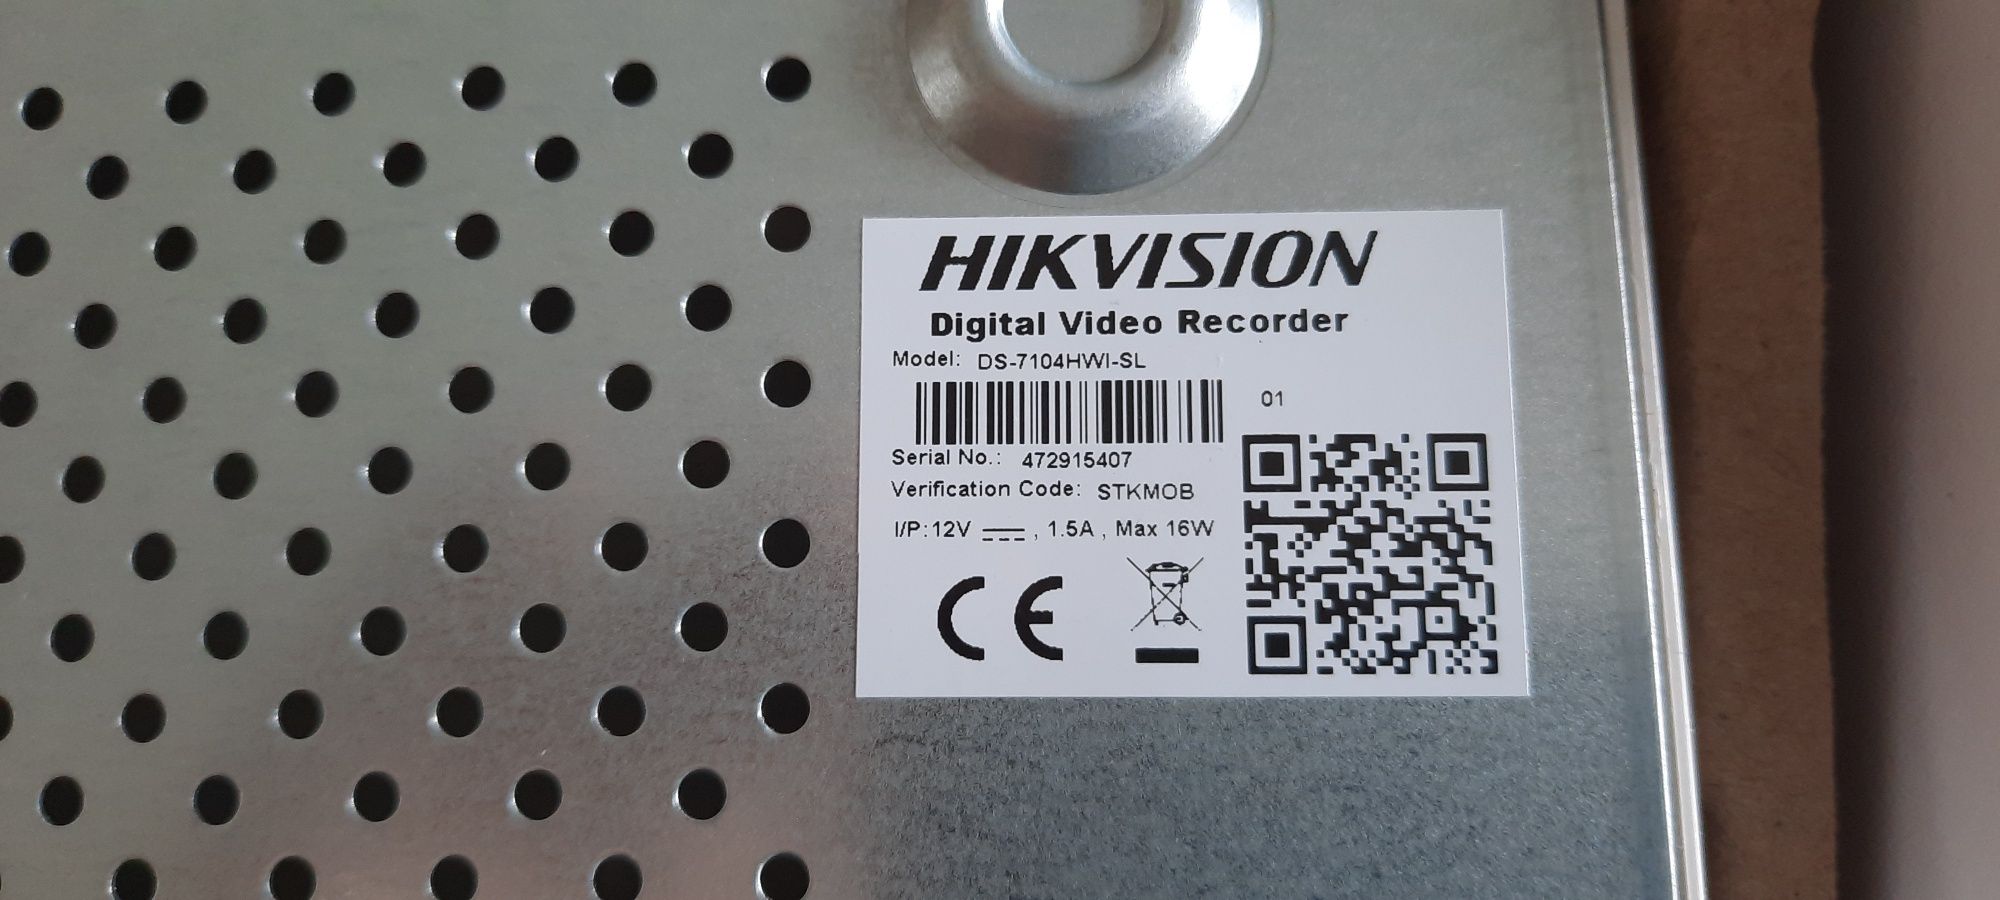 HIKVISION
Digital Video Recorder
Model: DS-7104HWI-SL
01
Serial No.: 472915407
Verification Code: STKMOB
I/P: 12V ⎓, 1.5A, Max 16W
CE